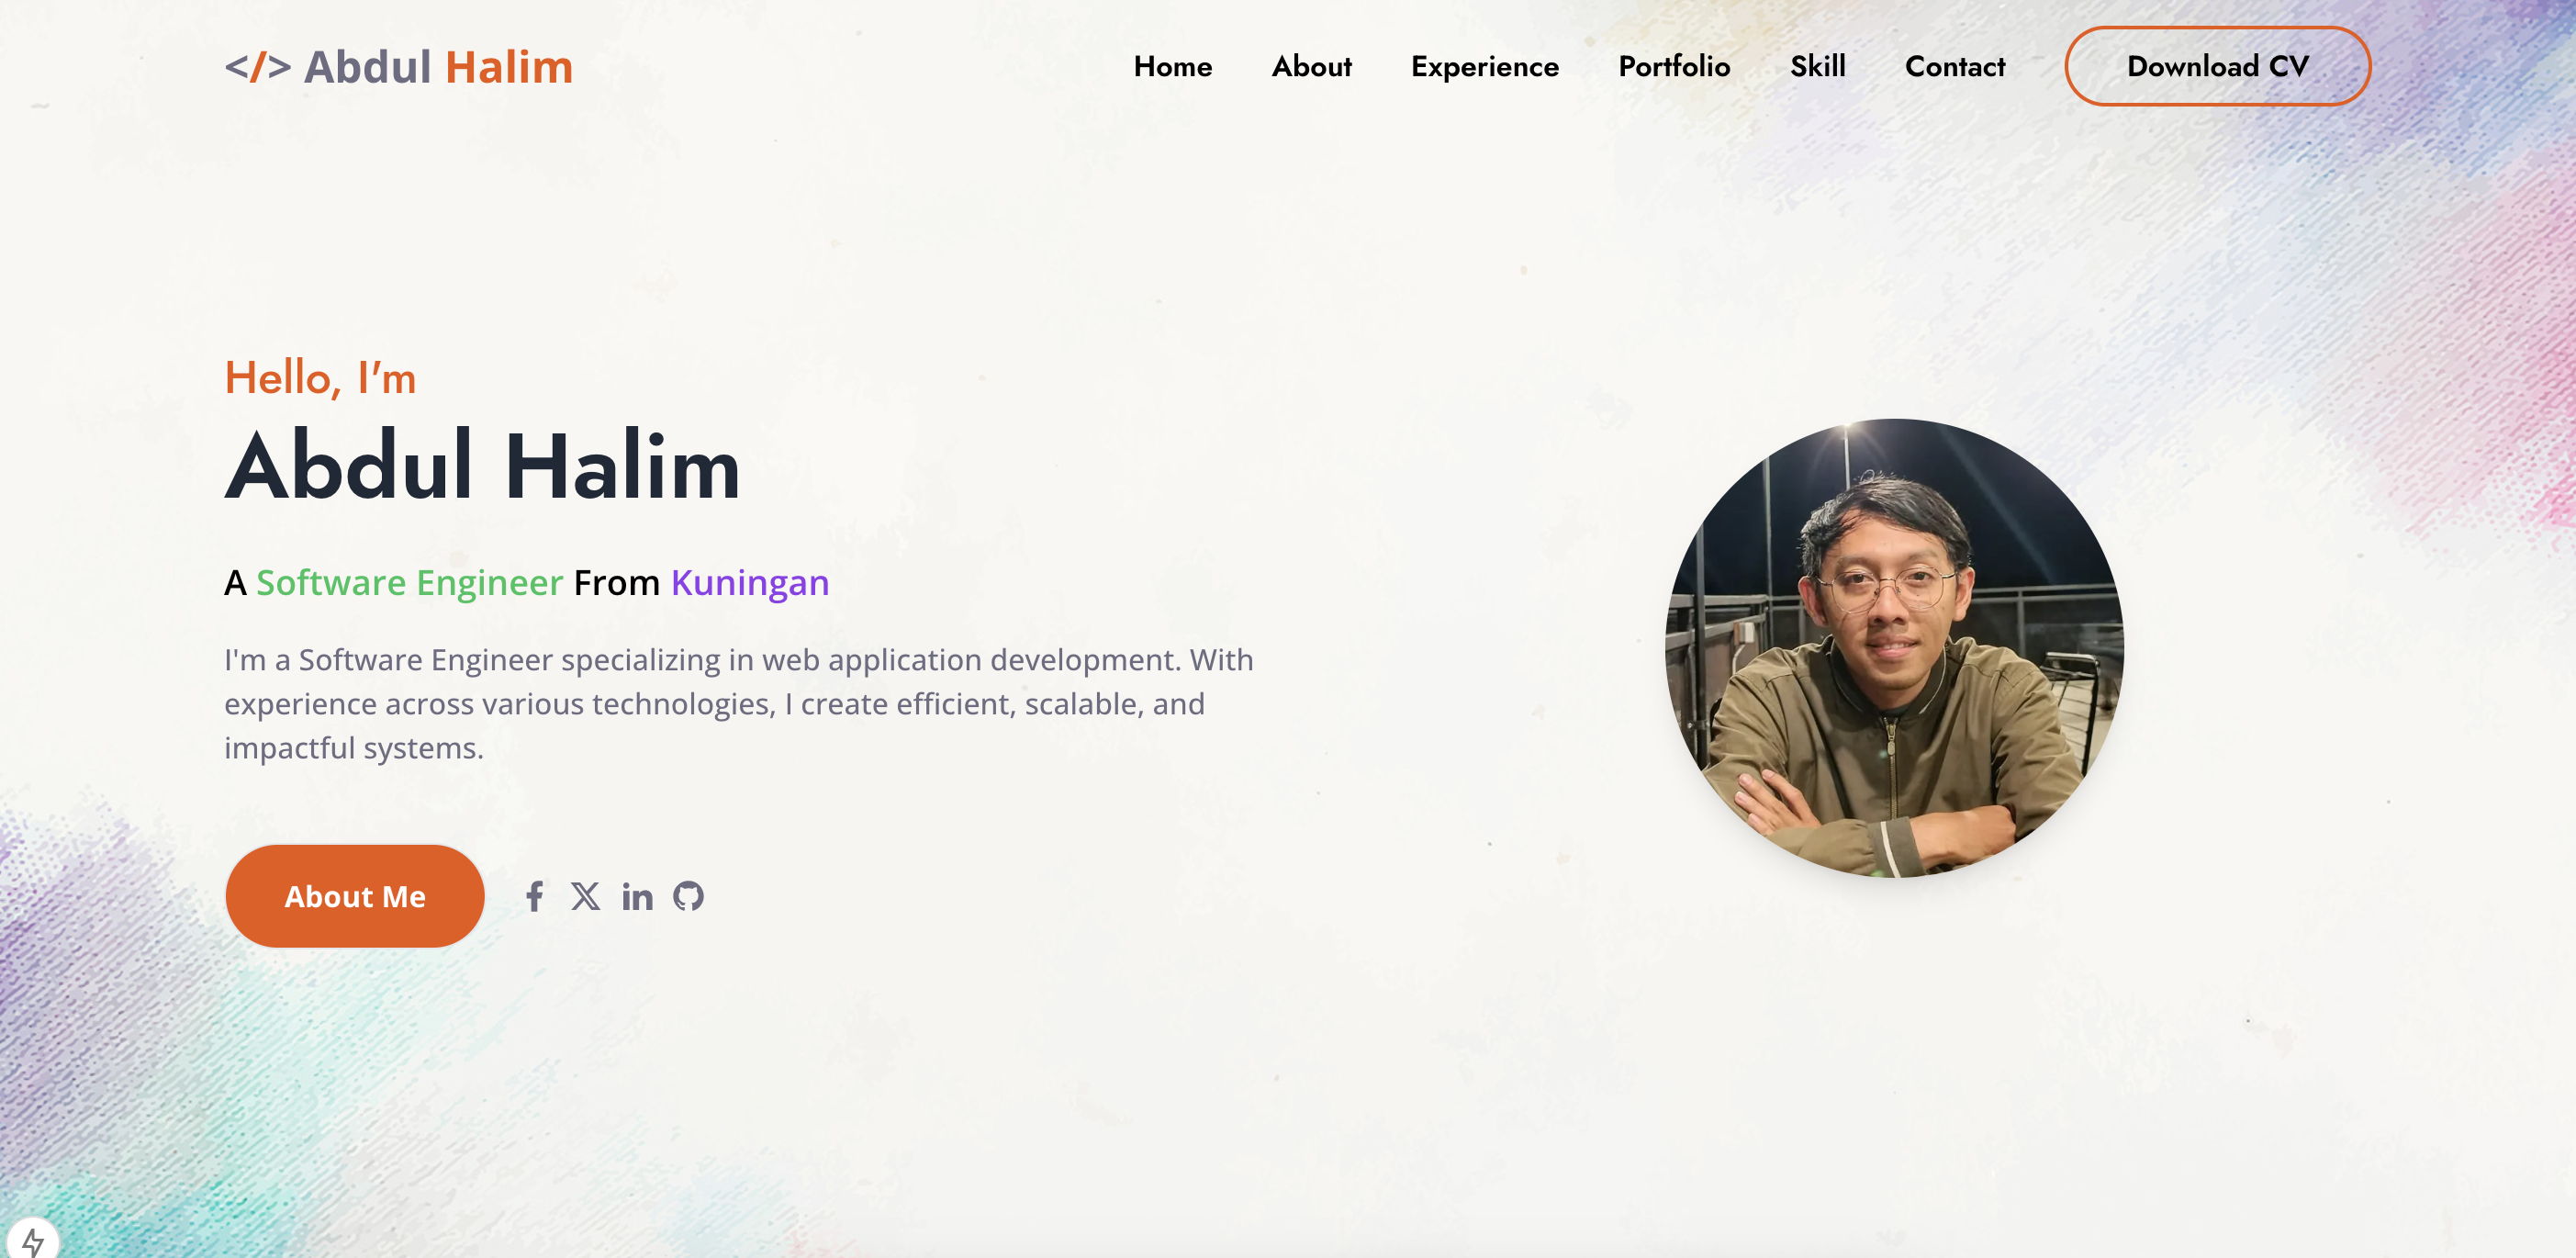 </> Abdul Halim
Home About Experience Portfolio Skill Contact Download CV
Hello, I'm
Abdul Halim
A Software Engineer From Kuningan
I'm a Software Engineer specializing in web application development. With
experience across various technologies, I create efficient, scalable, and
impactful systems.
About Me